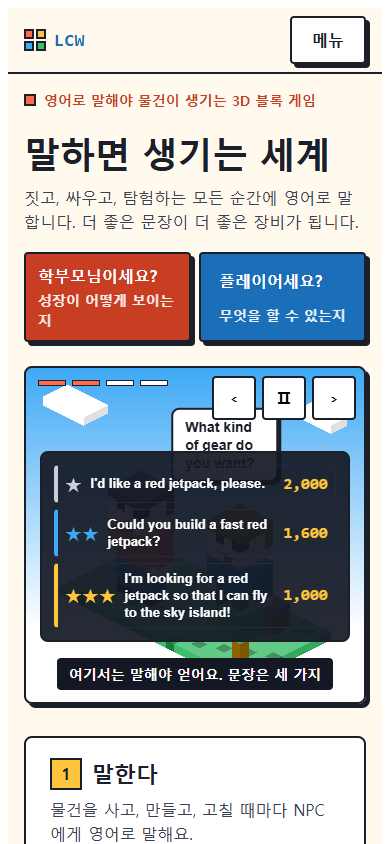 LCW
메뉴
영어로 말해야 물건이 생기는 3D 블록 게임
말하면 생기는 세계
짓고, 싸우고, 탐험하는 모든 순간에 영어로 말
합니다. 더 좋은 문장이 더 좋은 장비가 됩니다.
학부모님이세요?
성장이 어떻게 보이는
지
플레이어세요?
무엇을 할 수 있는지
<
II
>
What kind
of gear do
you want?
★ I'd like a red jetpack, please. 2,000
★★ Could you build a fast red
jetpack? 1,600
★★★ I'm looking for a red
jetpack so that I can fly
to the sky island! 1,000
여기서는 말해야 얻어요. 문장은 세 가지
1 말한다
물건을 사고, 만들고, 고칠 때마다 NPC
에게 영어로 말해요.